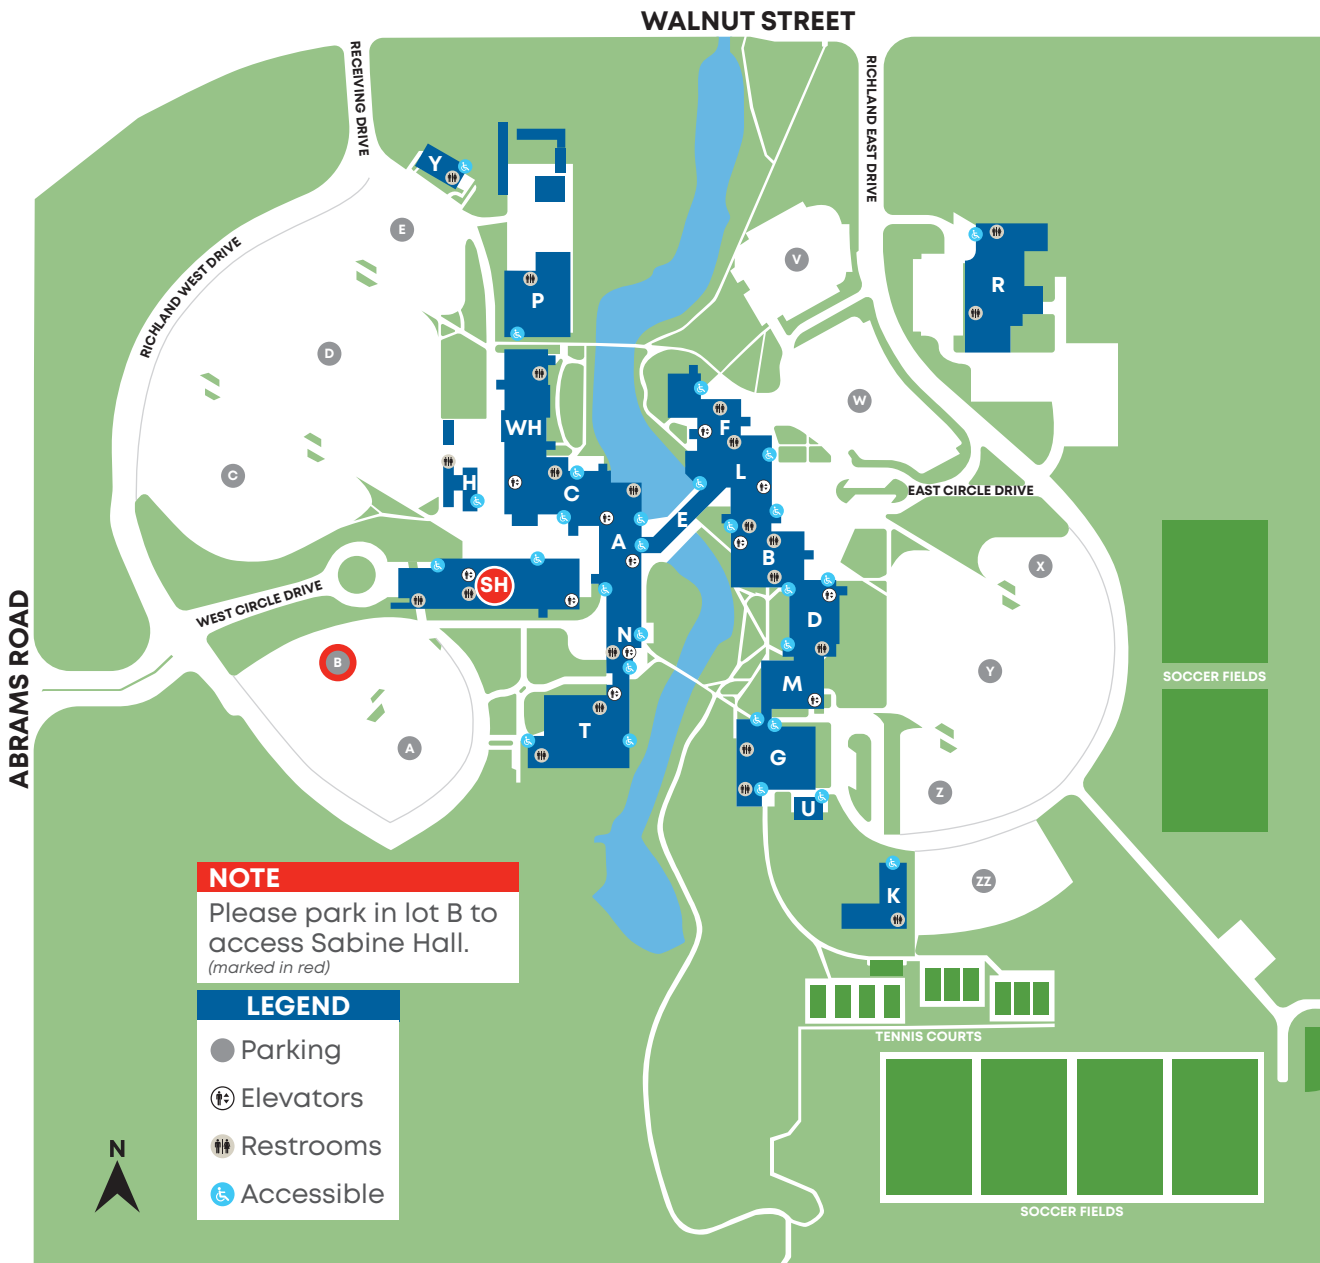 WALNUT STREET
RECEIVING DRIVE
RICHLAND EAST DRIVE
Y
E
V
R
P
RICHLAND WEST DRIVE
D
W
F
WH
L
C
H
C
EAST CIRCLE DRIVE
E
A
B
X
SH
WEST CIRCLE DRIVE
D
N
B
Y
SOCCER FIELDS
M
ABRAMS ROAD
T
A
G
Z
U
NOTE
Please park in lot B to
access Sabine Hall.
(marked in red)
ZZ
K
LEGEND
Parking
Elevators
Restrooms
Accessible
N
TENNIS COURTS
SOCCER FIELDS